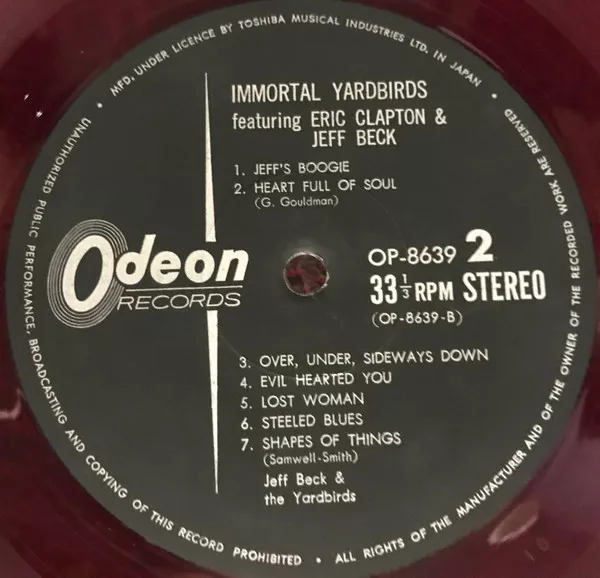 • MFD. UNDER LICENCE BY TOSHIBA MUSICAL INDUSTRIES LTD. IN JAPAN •
IMMORTAL YARDBIRDS
featuring ERIC CLAPTON &
JEFF BECK
1. JEFF'S BOOGIE
2. HEART FULL OF SOUL
(G. Gouldman)
Odeon
RECORDS
OP-8639 2
33 1/3 RPM STEREO
(OP-8639-B)
3. OVER, UNDER, SIDEWAYS DOWN
4. EVIL HEARTED YOU
5. LOST WOMAN
6. STEELED BLUES
7. SHAPES OF THINGS
(Samwell-Smith)
Jeff Beck &
the Yardbirds
UNAUTHORIZED PUBLIC PERFORMANCE, BROADCASTING AND COPYING OF THIS RECORD PROHIBITED • ALL RIGHTS OF THE MANUFACTURER AND OF THE OWNER OF THE RECORDED WORK ARE RESERVED